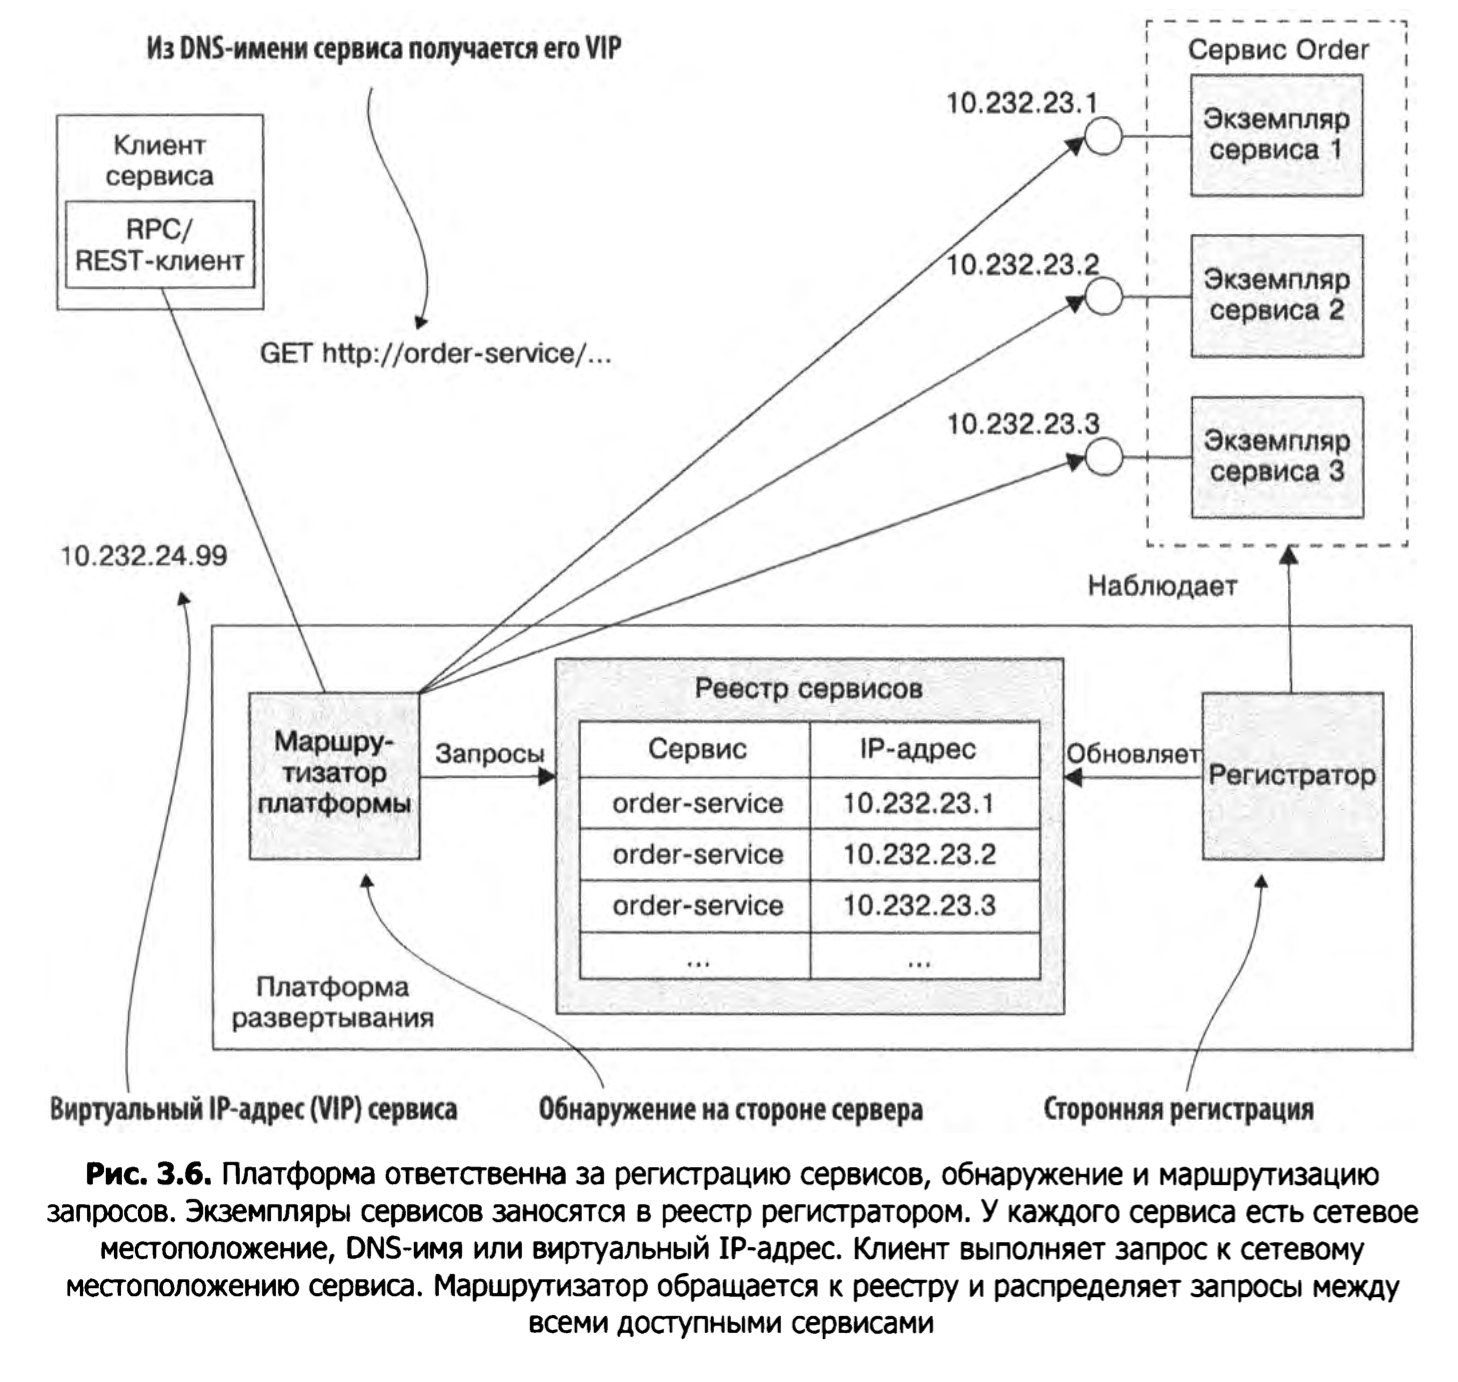 Из DNS-имени сервиса получается его VIP
Клиент
сервиса
RPC/
REST-клиент
GET http://order-service/...
10.232.24.99
Сервис Order
10.232.23.1
Экземпляр
сервиса 1
10.232.23.2
Экземпляр
сервиса 2
10.232.23.3
Экземпляр
сервиса 3
Наблюдает
Маршру-
тизатор
платформы
Запросы
Реестр сервисов
Сервис IP-адрес
order-service 10.232.23.1
order-service 10.232.23.2
order-service 10.232.23.3
... ...
Обновляет
Регистратор
Платформа
развертывания
Виртуальный IP-адрес (VIP) сервиса
Обнаружение на стороне сервера
Сторонняя регистрация
Рис. 3.6. Платформа ответственна за регистрацию сервисов, обнаружение и маршрутизацию
запросов. Экземпляры сервисов заносятся в реестр регистратором. У каждого сервиса есть сетевое
местоположение, DNS-имя или виртуальный IP-адрес. Клиент выполняет запрос к сетевому
местоположению сервиса. Маршрутизатор обращается к реестру и распределяет запросы между
всеми доступными сервисами